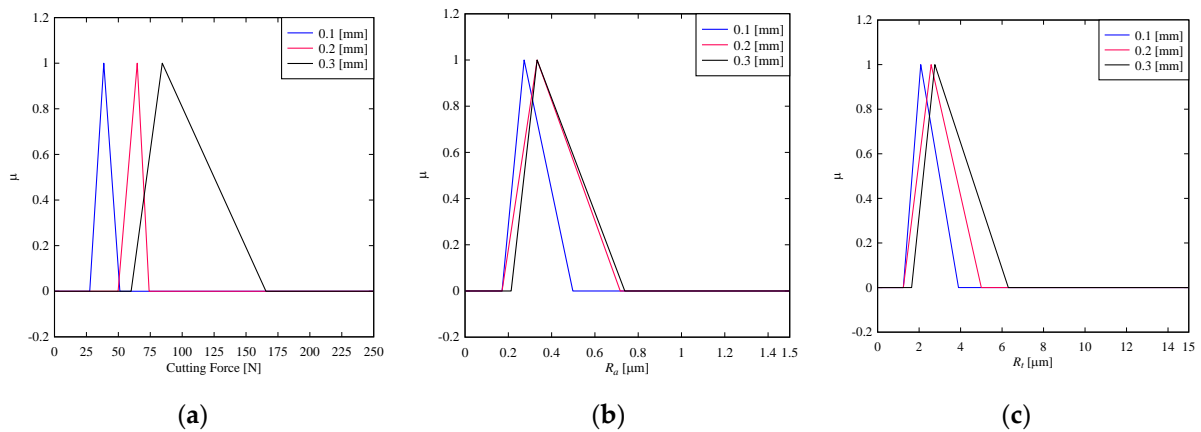 1.2
1
0.8
0.6
0.4
0.2
0
-0.2
μ
0.1 [mm]
0.2 [mm]
0.3 [mm]
0 25 50 75 100 125 150 175 200 225 250
Cutting Force [N]
(a)
1.2
1
0.8
0.6
0.4
0.2
0
-0.2
μ
0.1 [mm]
0.2 [mm]
0.3 [mm]
0 0.2 0.4 0.6 0.8 1 1.2 1.4 1.5
Ra [μm]
(b)
1.2
1
0.8
0.6
0.4
0.2
0
-0.2
μ
0.1 [mm]
0.2 [mm]
0.3 [mm]
0 2 4 6 8 10 12 14 15
Rt [μm]
(c)